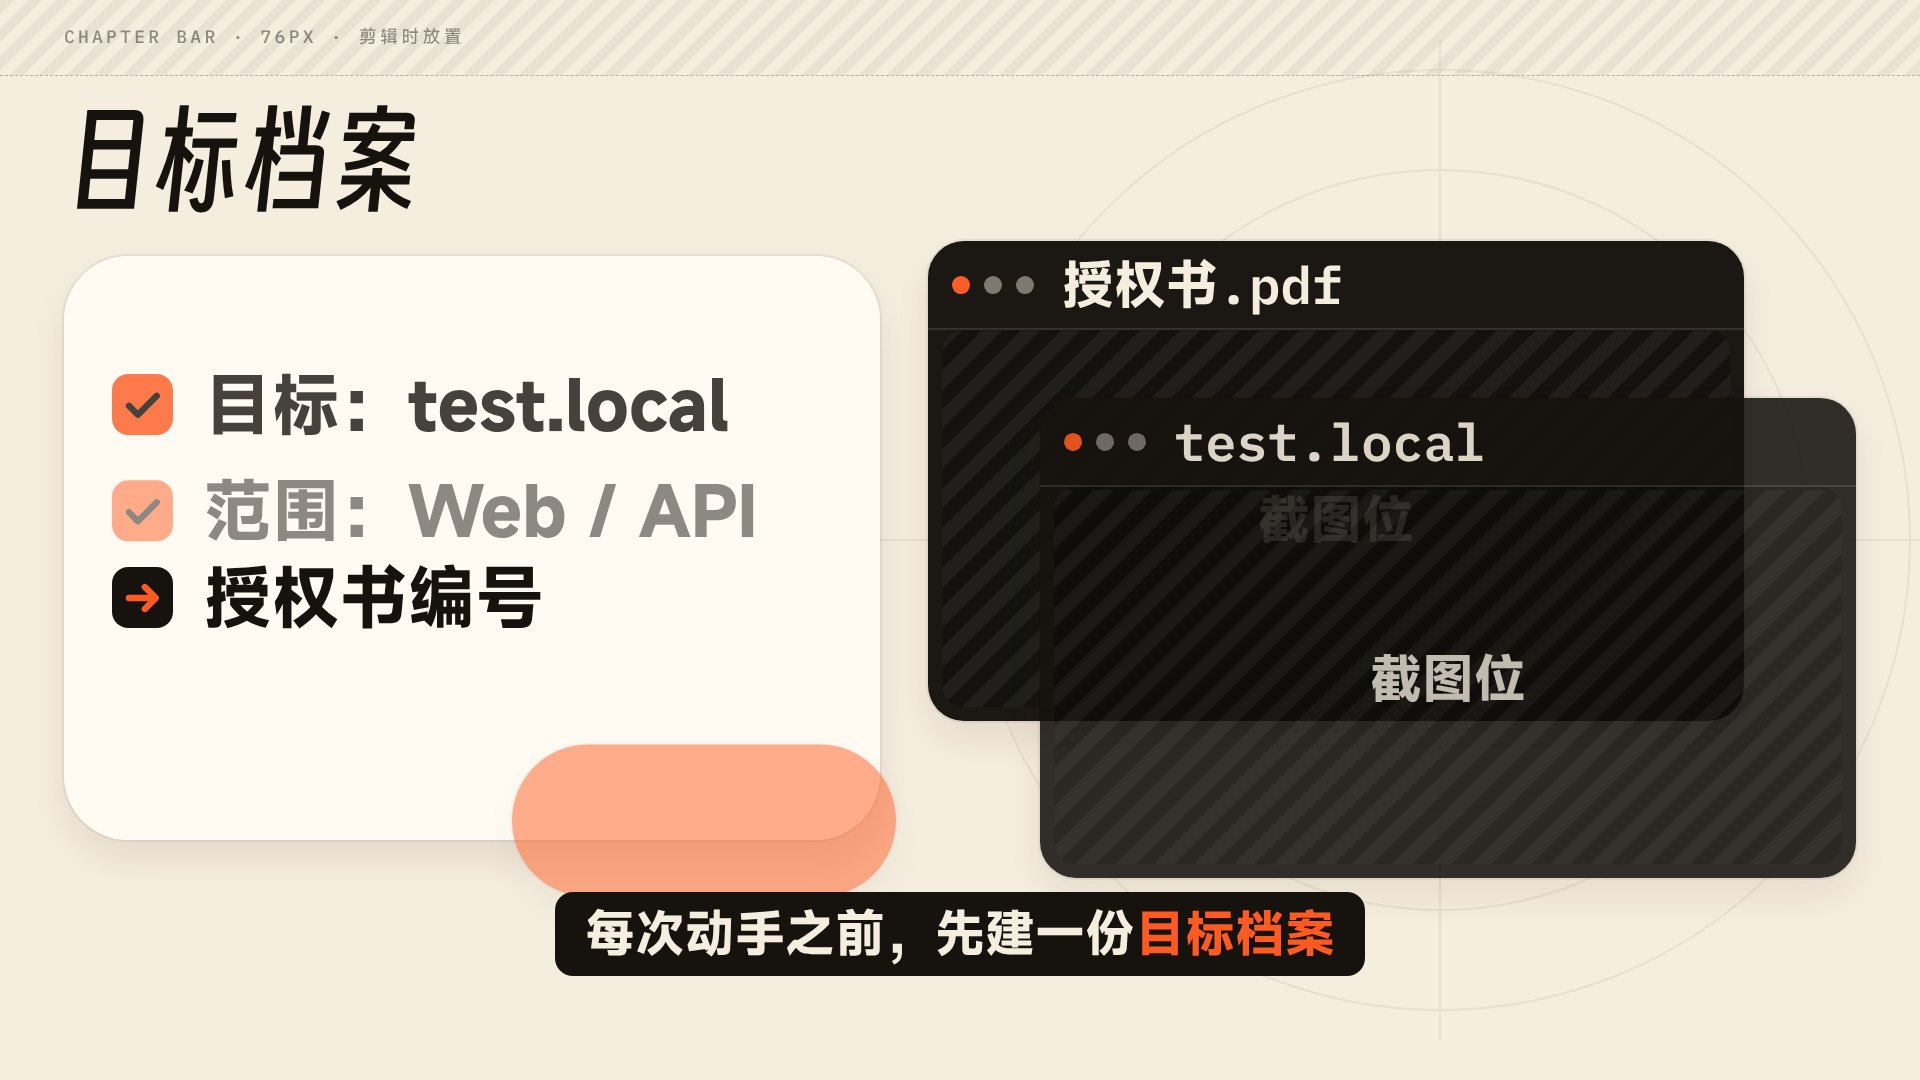 CHAPTER BAR · 76PX · 剪辑时放置
目标档案
目标：test.local
范围：Web / API
授权书编号
授权书.pdf
test.local
截图位
截图位
每次动手之前，先建一份目标档案